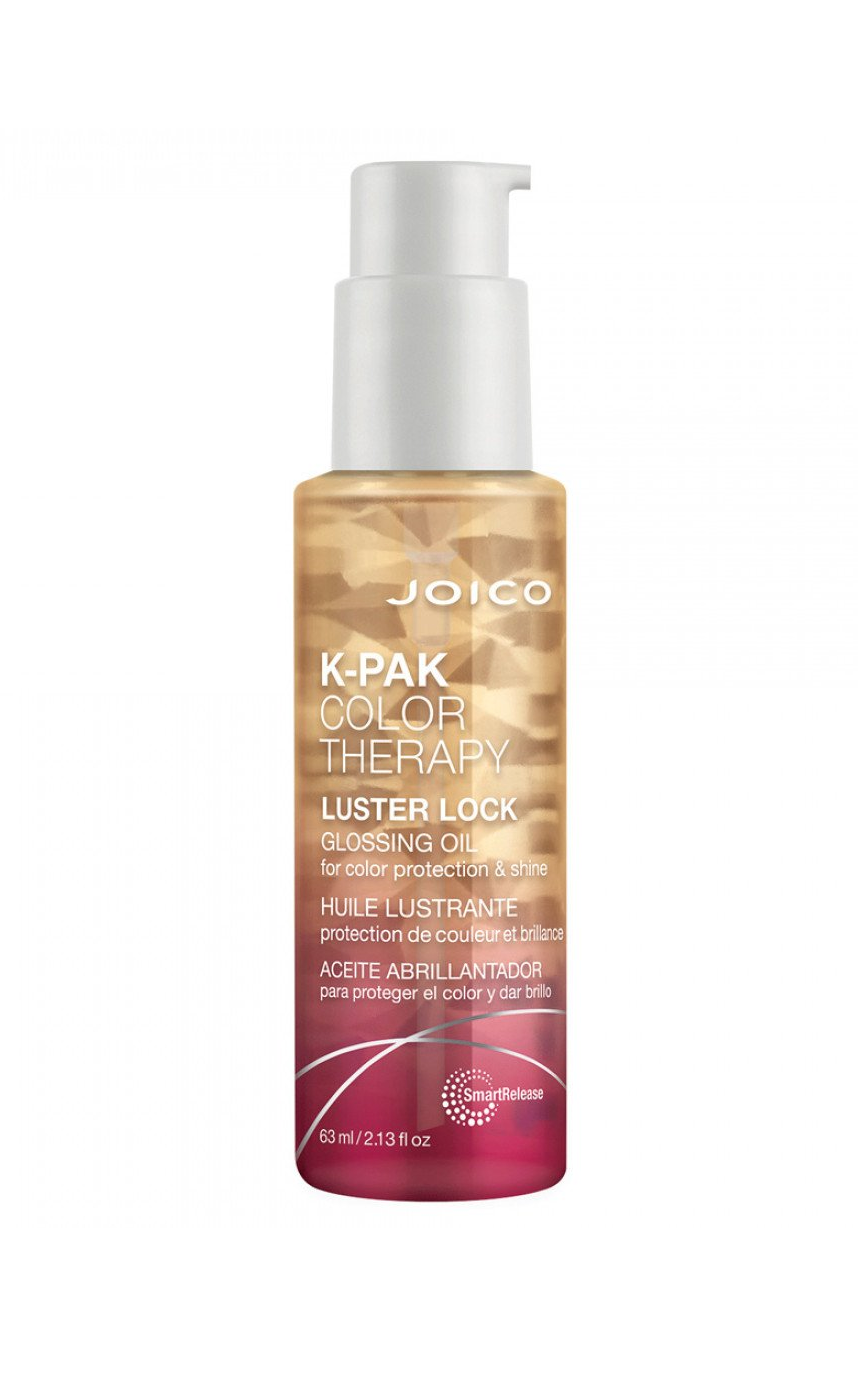 JOICO
K-PAK
COLOR
THERAPY
LUSTER LOCK
GLOSSING OIL
for color protection & shine
HUILE LUSTRANTE
protection de couleur et brillance
ACEITE ABRILLANTADOR
para proteger el color y dar brillo
SmartRelease
63 ml / 2.13 fl oz